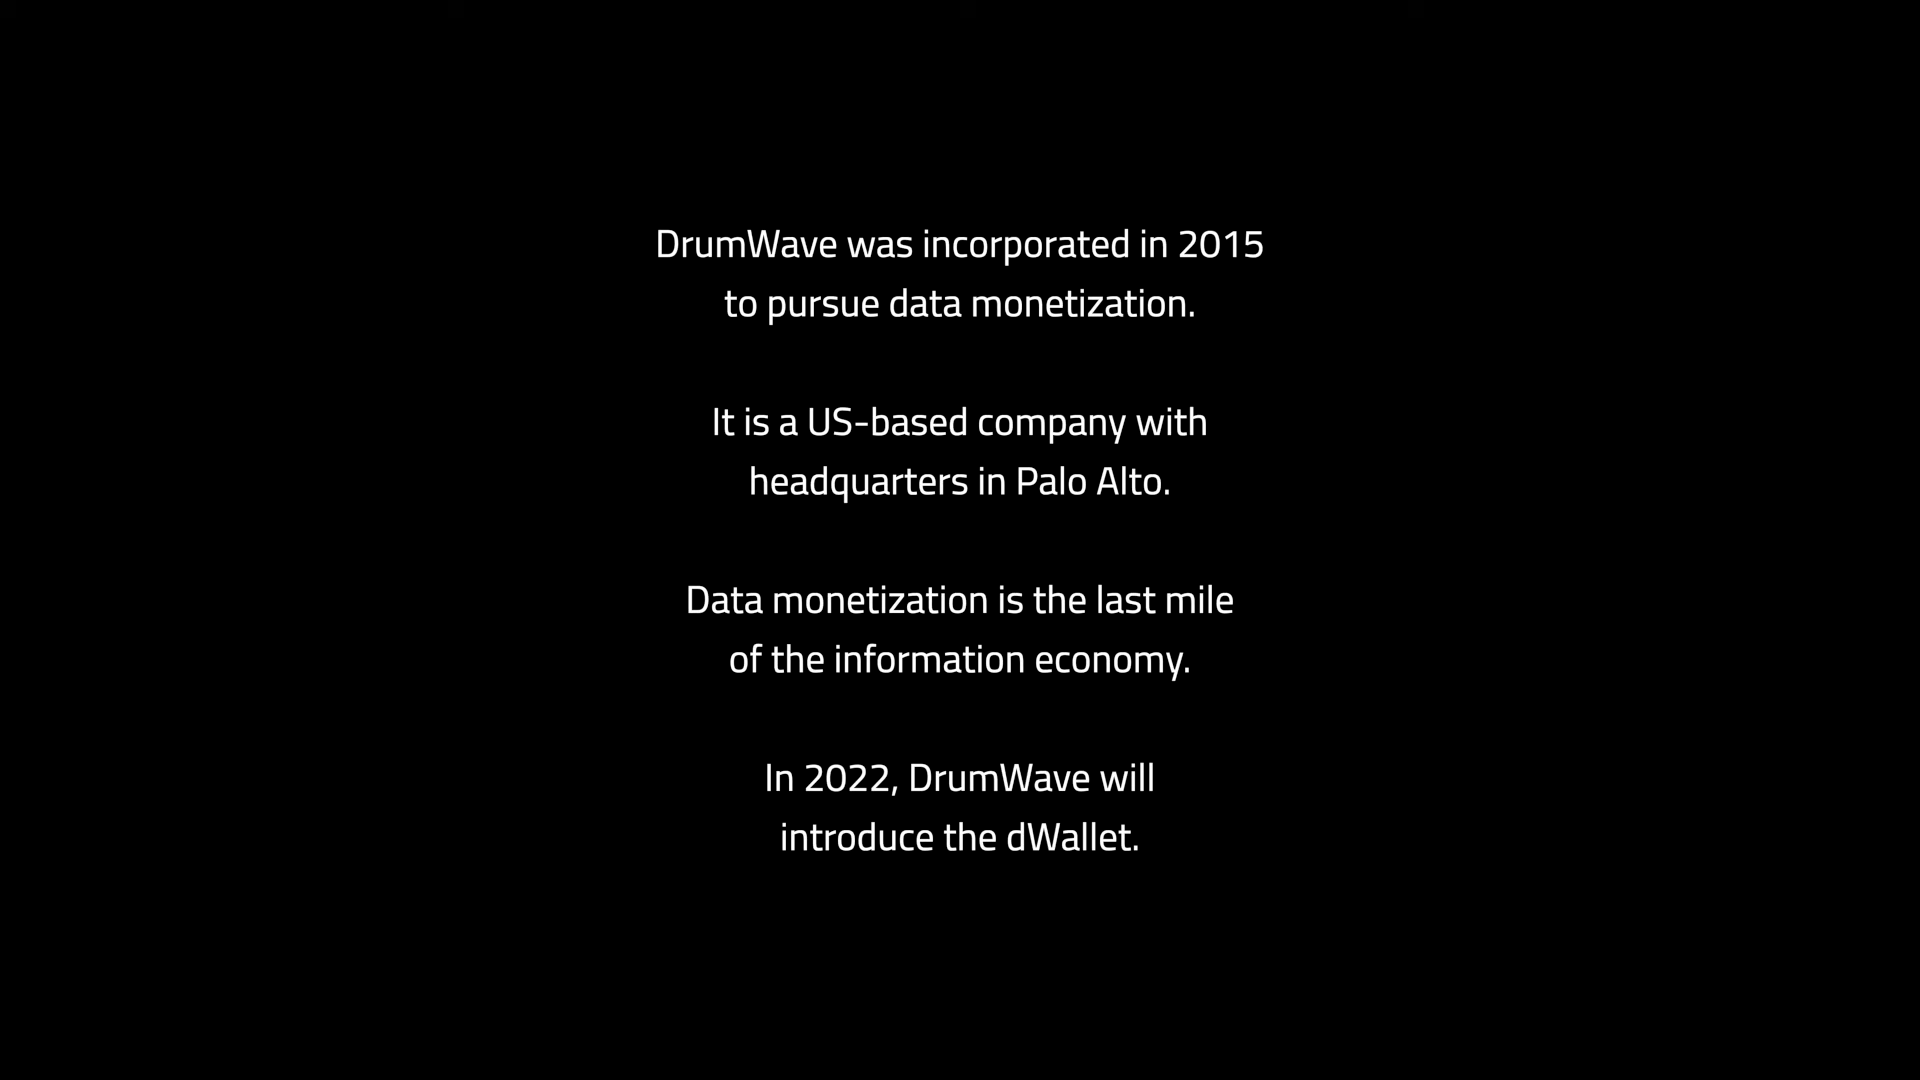 DrumWave was incorporated in 2015
to pursue data monetization.
It is a US-based company with
headquarters in Palo Alto.
Data monetization is the last mile
of the information economy.
In 2022, DrumWave will
introduce the dWallet.